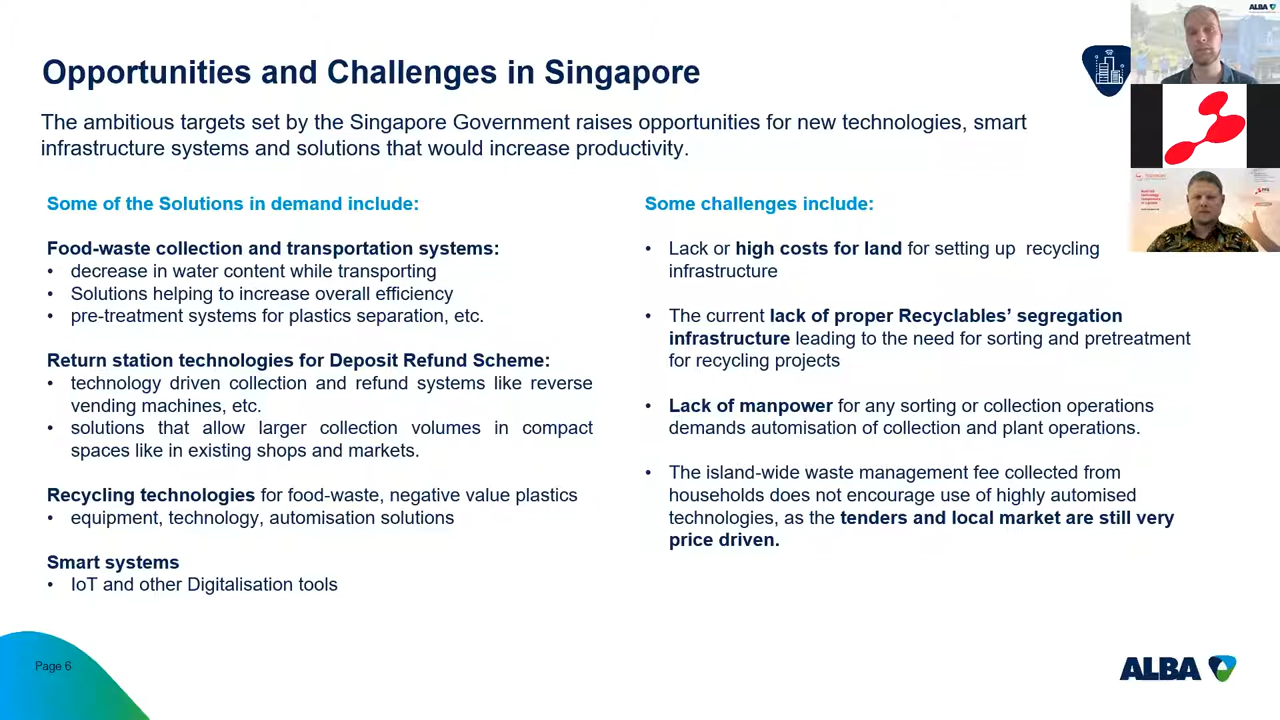 Opportunities and Challenges in Singapore
The ambitious targets set by the Singapore Government raises opportunities for new technologies, smart
infrastructure systems and solutions that would increase productivity.
Some of the Solutions in demand include:
Food-waste collection and transportation systems:
• decrease in water content while transporting
• Solutions helping to increase overall efficiency
• pre-treatment systems for plastics separation, etc.
Return station technologies for Deposit Refund Scheme:
• technology driven collection and refund systems like reverse
vending machines, etc.
• solutions that allow larger collection volumes in compact
spaces like in existing shops and markets.
Recycling technologies for food-waste, negative value plastics
• equipment, technology, automisation solutions
Smart systems
• IoT and other Digitalisation tools
Some challenges include:
• Lack or high costs for land for setting up recycling
infrastructure
• The current lack of proper Recyclables’ segregation
infrastructure leading to the need for sorting and pretreatment
for recycling projects
• Lack of manpower for any sorting or collection operations
demands automisation of collection and plant operations.
• The island-wide waste management fee collected from
households does not encourage use of highly automised
technologies, as the tenders and local market are still very
price driven.
Page 6
ALBA
ALBA